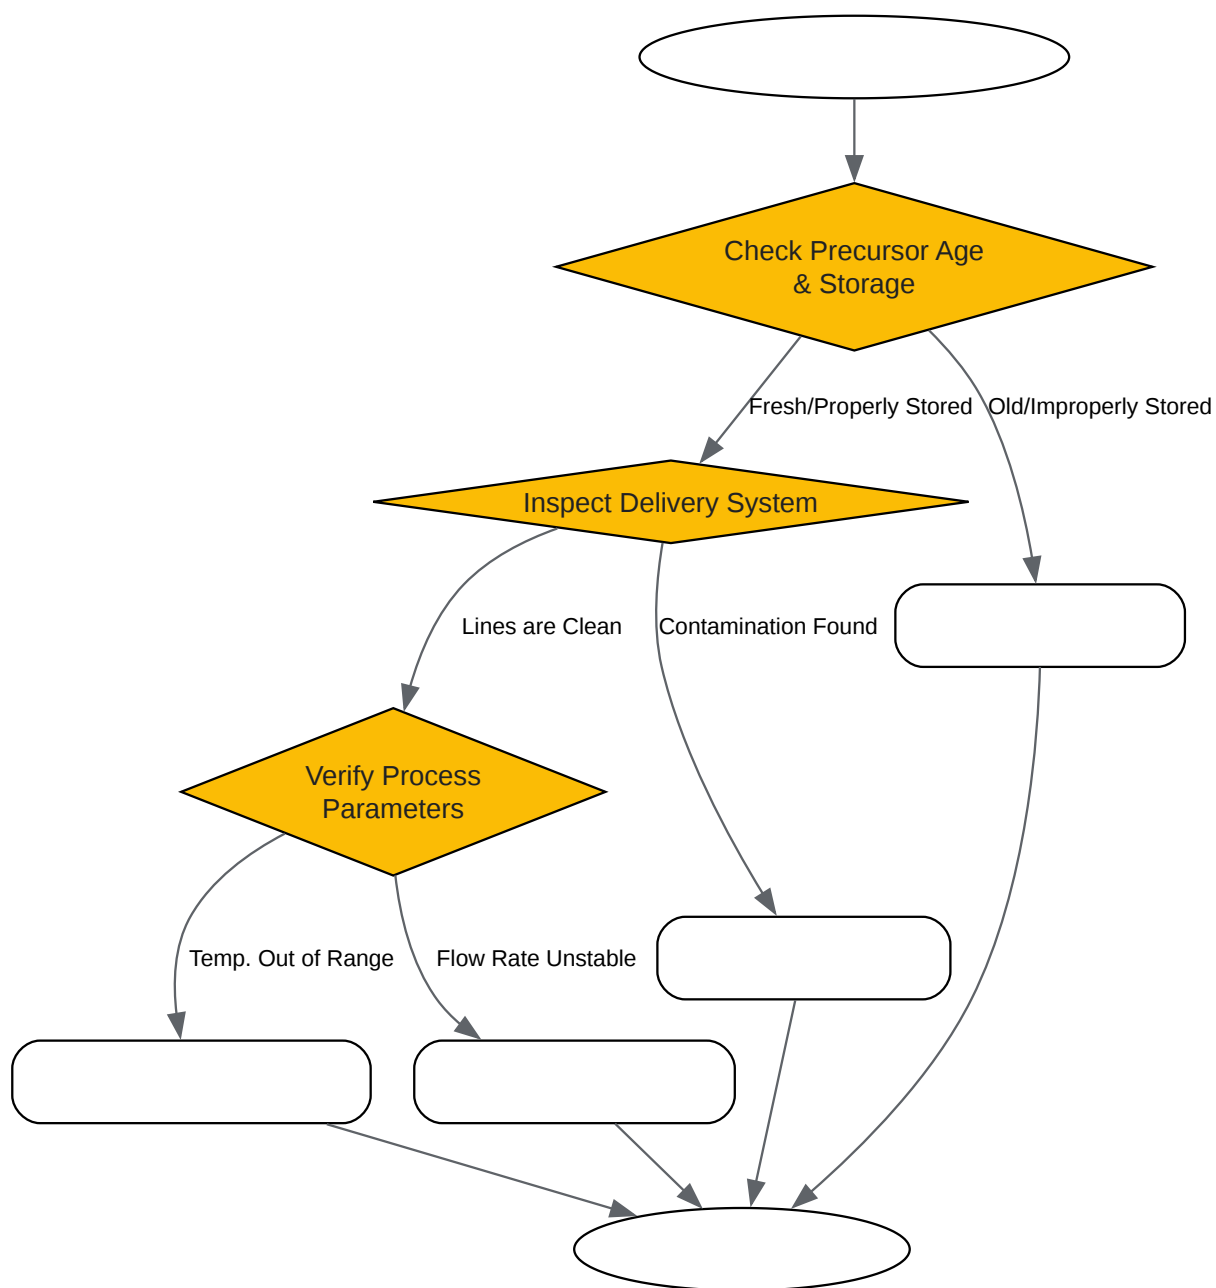 Check Precursor Age
& Storage
Fresh/Properly Stored
Old/Improperly Stored
Inspect Delivery System
Lines are Clean
Contamination Found
Verify Process
Parameters
Temp. Out of Range
Flow Rate Unstable